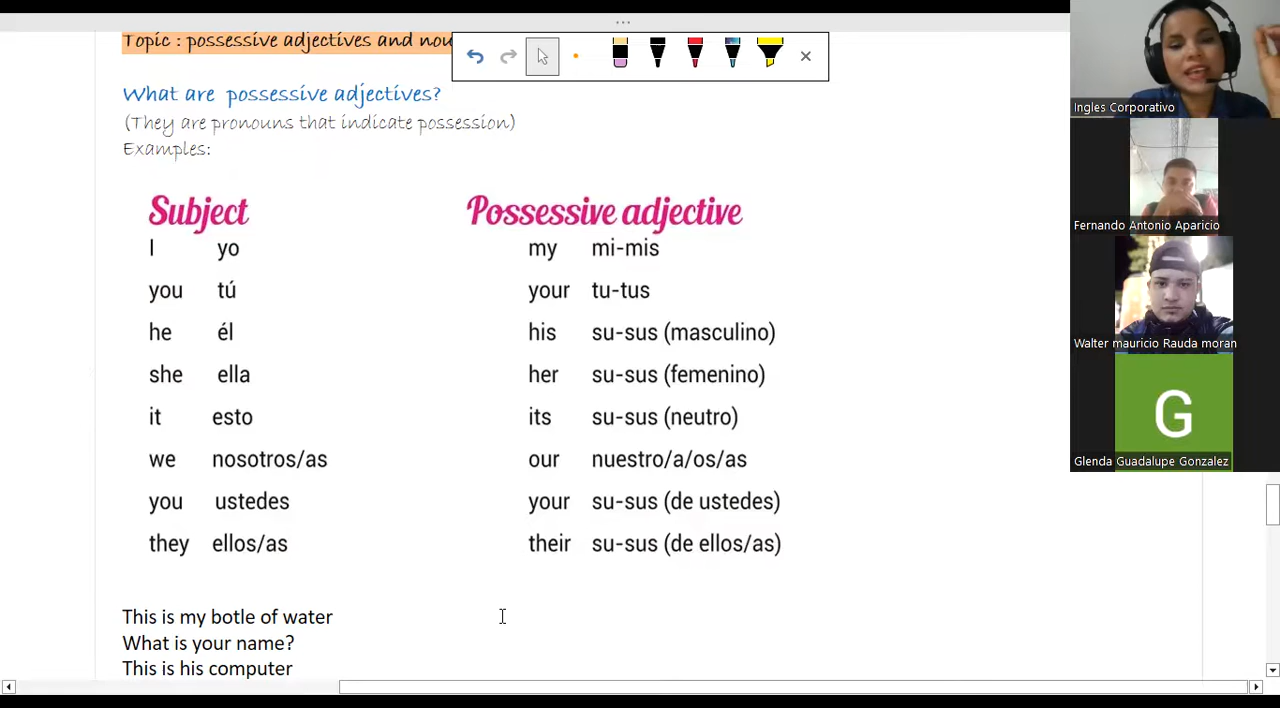 Topic : possessive adjectives and nou
What are possessive adjectives?
(They are pronouns that indicate possession)
Examples:
Subject Possessive adjective
I yo my mi-mis
you tú your tu-tus
he él his su-sus (masculino)
she ella her su-sus (femenino)
it esto its su-sus (neutro)
we nosotros/as our nuestro/a/os/as
you ustedes your su-sus (de ustedes)
they ellos/as their su-sus (de ellos/as)
This is my botle of water
What is your name?
This is his computer
Ingles Corporativo
Fernando Antonio Aparicio
Walter mauricio Rauda moran
G
Glenda Guadalupe Gonzalez